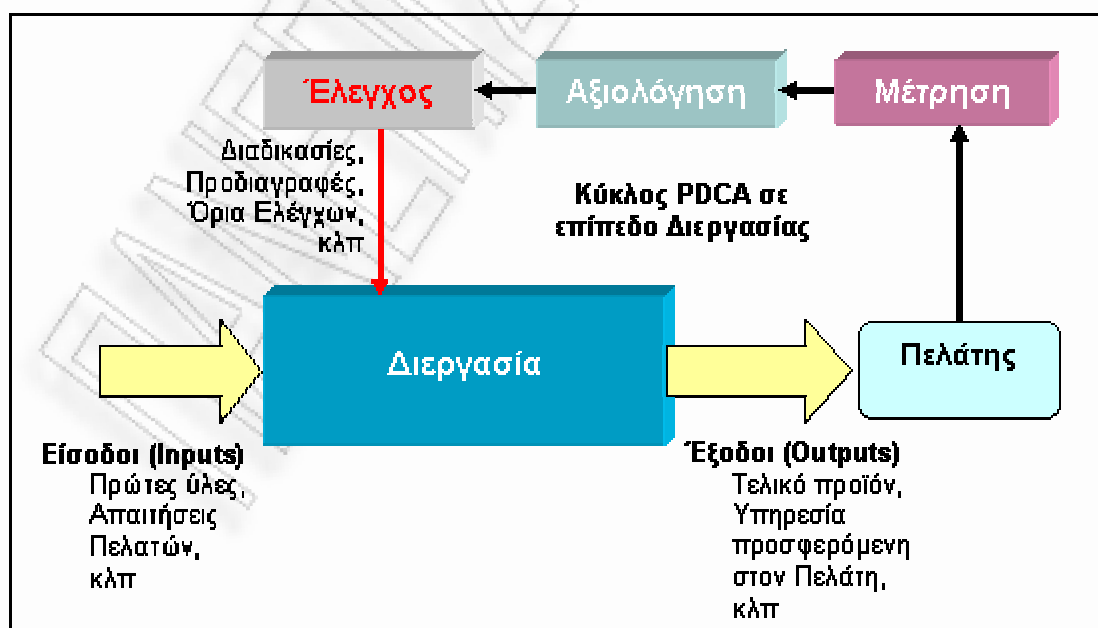 Έλεγχος
Αξιολόγηση
Μέτρηση
Διαδικασίες,
Προδιαγραφές,
Όρια Ελέγχων,
κλπ
Κύκλος PDCA σε
επίπεδο Διεργασίας
Διεργασία
Πελάτης
Είσοδοι (Inputs)
Πρώτες ύλες,
Απαιτήσεις
Πελατών,
κλπ
Έξοδοι (Outputs)
Τελικό προϊόν,
Υπηρεσία
προσφερόμενη
στον Πελάτη,
κλπ